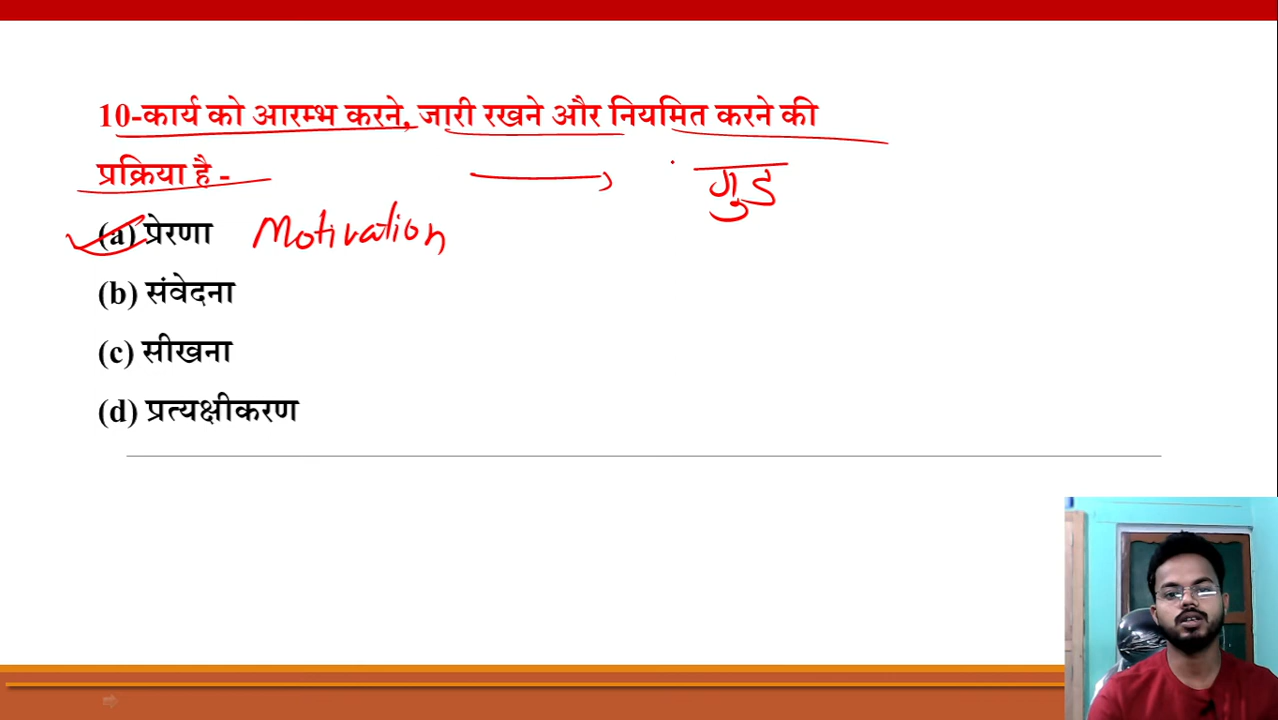 10-कार्य को आरम्भ करने, जारी रखने और नियमित करने की
प्रक्रिया है -
गुड
(a) प्रेरणा Motivation
(b) संवेदना
(c) सीखना
(d) प्रत्यक्षीकरण